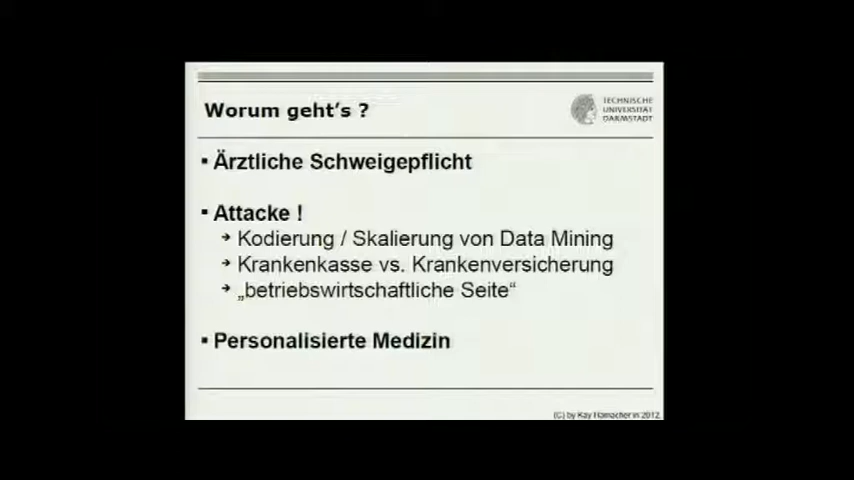 Worum geht's ?
TECHNISCHE
UNIVERSITÄT
DARMSTADT
▪ Ärztliche Schweigepflicht
▪ Attacke !
➔ Kodierung / Skalierung von Data Mining
➔ Krankenkasse vs. Krankenversicherung
➔ „betriebswirtschaftliche Seite“
▪ Personalisierte Medizin
(C) by Kay Hamacher in 2012